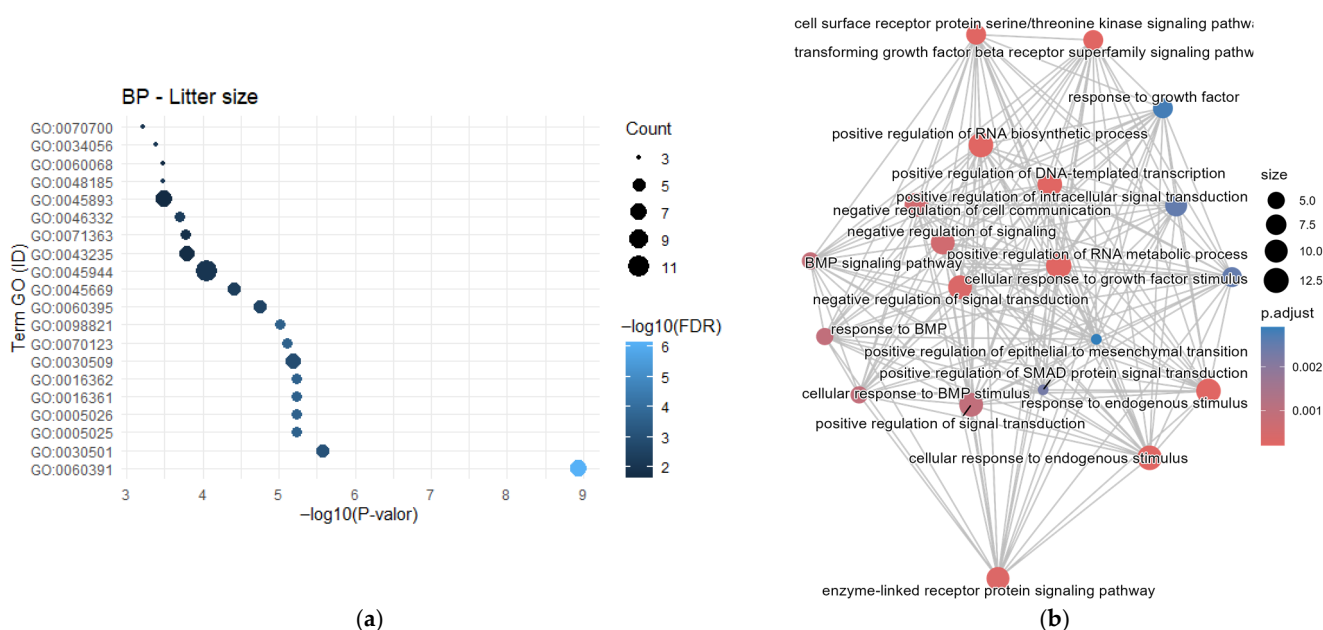 BP - Litter size
Term GO (ID)
GO:0070700
GO:0034056
GO:0060068
GO:0048185
GO:0045893
GO:0046332
GO:0071363
GO:0043235
GO:0045944
GO:0045669
GO:0060395
GO:0098821
GO:0070123
GO:0030509
GO:0016362
GO:0016361
GO:0005026
GO:0005025
GO:0030501
GO:0060391
3 4 5 6 7 8 9
−log10(P-valor)
Count
3
5
7
9
11
−log10(FDR)
6
5
4
3
2
(a)
cell surface receptor protein serine/threonine kinase signaling pathwa
transforming growth factor beta receptor superfamily signaling pathw
response to growth factor
positive regulation of RNA biosynthetic process
positive regulation of DNA-templated transcription
positive regulation of intracellular signal transduction
negative regulation of cell communication
negative regulation of signaling
positive regulation of RNA metabolic process
BMP signaling pathway
cellular response to growth factor stimulus
negative regulation of signal transduction
response to BMP
positive regulation of epithelial to mesenchymal transition
positive regulation of SMAD protein signal transduction
cellular response to BMP stimulus
response to endogenous stimulus
positive regulation of signal transduction
cellular response to endogenous stimulus
enzyme-linked receptor protein signaling pathway
size
5.0
7.5
10.0
12.5
p.adjust
0.002
0.001
(b)